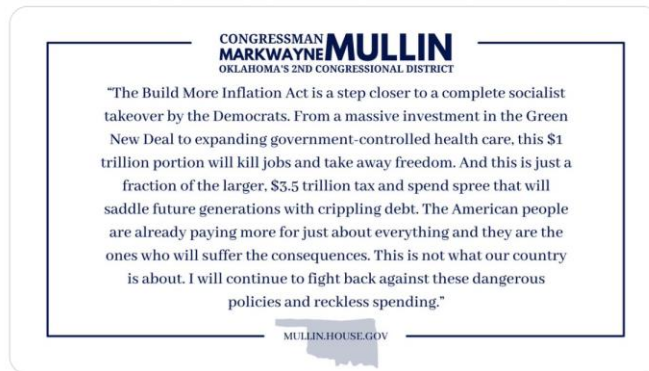 CONGRESSMAN
MARKWAYNE MULLIN
OKLAHOMA'S 2ND CONGRESSIONAL DISTRICT
"The Build More Inflation Act is a step closer to a complete socialist
takeover by the Democrats. From a massive investment in the Green
New Deal to expanding government-controlled health care, this $1
trillion portion will kill jobs and take away freedom. And this is just a
fraction of the larger, $3.5 trillion tax and spend spree that will
saddle future generations with crippling debt. The American people
are already paying more for just about everything and they are the
ones who will suffer the consequences. This is not what our country
is about. I will continue to fight back against these dangerous
policies and reckless spending."
MULLIN.HOUSE.GOV